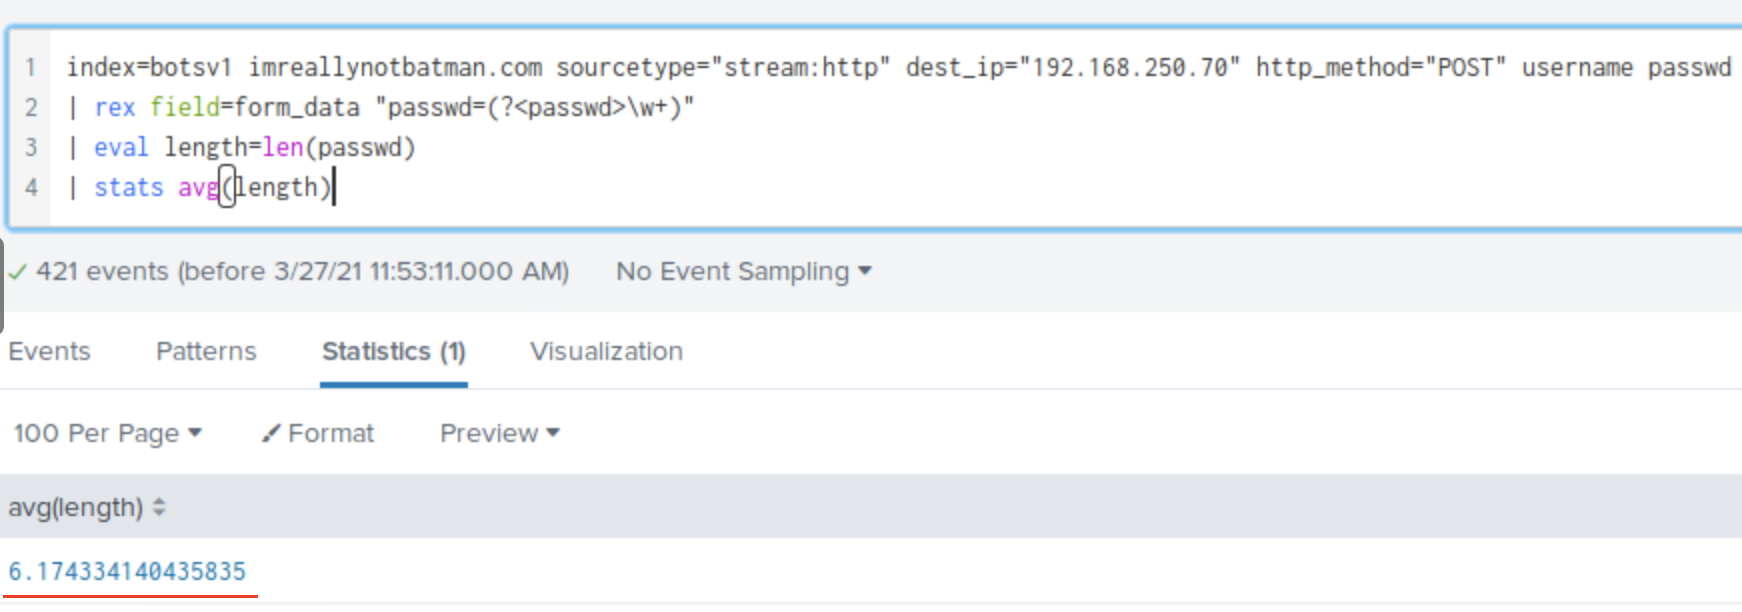 1 index=botsv1 imreallynotbatman.com sourcetype="stream:http" dest_ip="192.168.250.70" http_method="POST" username passwd
2 | rex field=form_data "passwd=(?<passwd>\w+)"
3 | eval length=len(passwd)
4 | stats avg(length)
✓ 421 events (before 3/27/21 11:53:11.000 AM) No Event Sampling
Events Patterns Statistics (1) Visualization
100 Per Page Format Preview
avg(length)
6.174334140435835